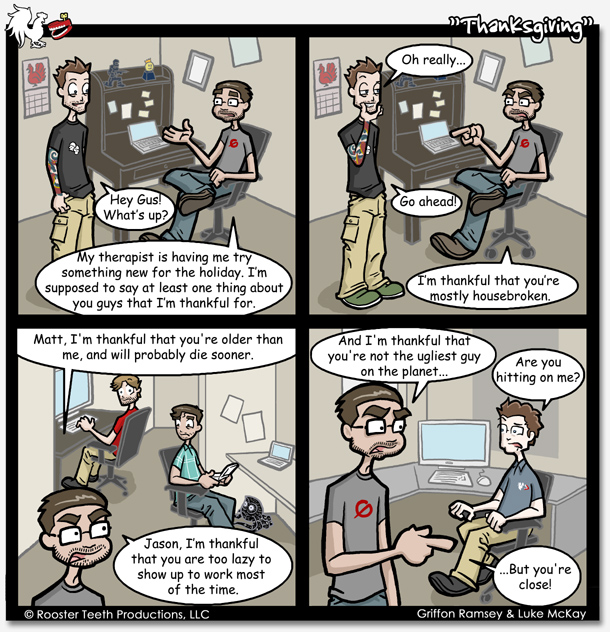 "Thanksgiving"
Hey Gus!
What's up?
My therapist is having me try
something new for the holiday. I'm
supposed to say at least one thing about
you guys that I'm thankful for.
Oh really...
Go ahead!
I'm thankful that you're
mostly housebroken.
Matt, I'm thankful that you're older than
me, and will probably die sooner.
Jason, I'm thankful
that you are too lazy to
show up to work most
of the time.
And I'm thankful that
you're not the ugliest guy
on the planet...
Are you
hitting on me?
...But you're
close!
© Rooster Teeth Productions, LLC
Griffon Ramsey & Luke McKay